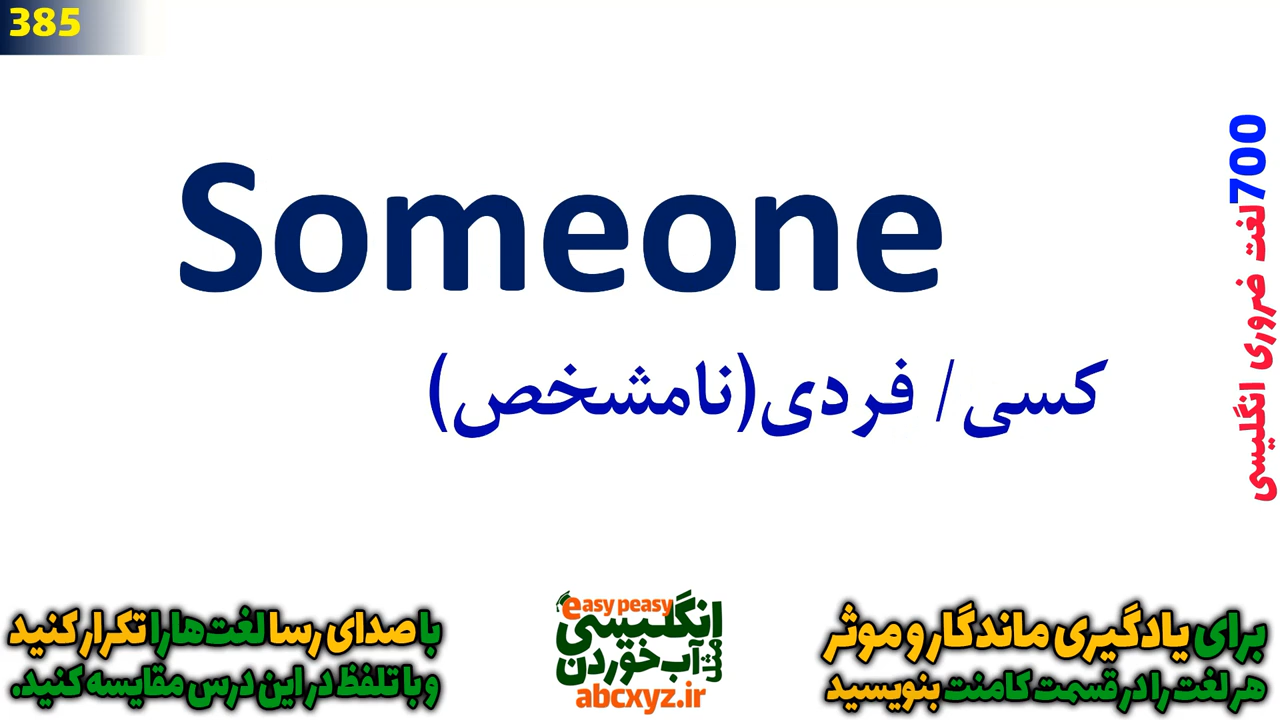 385
Someone
کسی / فردی(نامشخص)
700 لغت ضروری انگلیسی
برای یادگیری ماندگار و موثر
هر لغت را در قسمت کامنت بنویسید
easy peasy
انگلیسی
مثل آب خوردن
abcxyz.ir
با صدای رسا لغت‌ها را تکرار کنید
و با تلفظ در این درس مقایسه کنید.